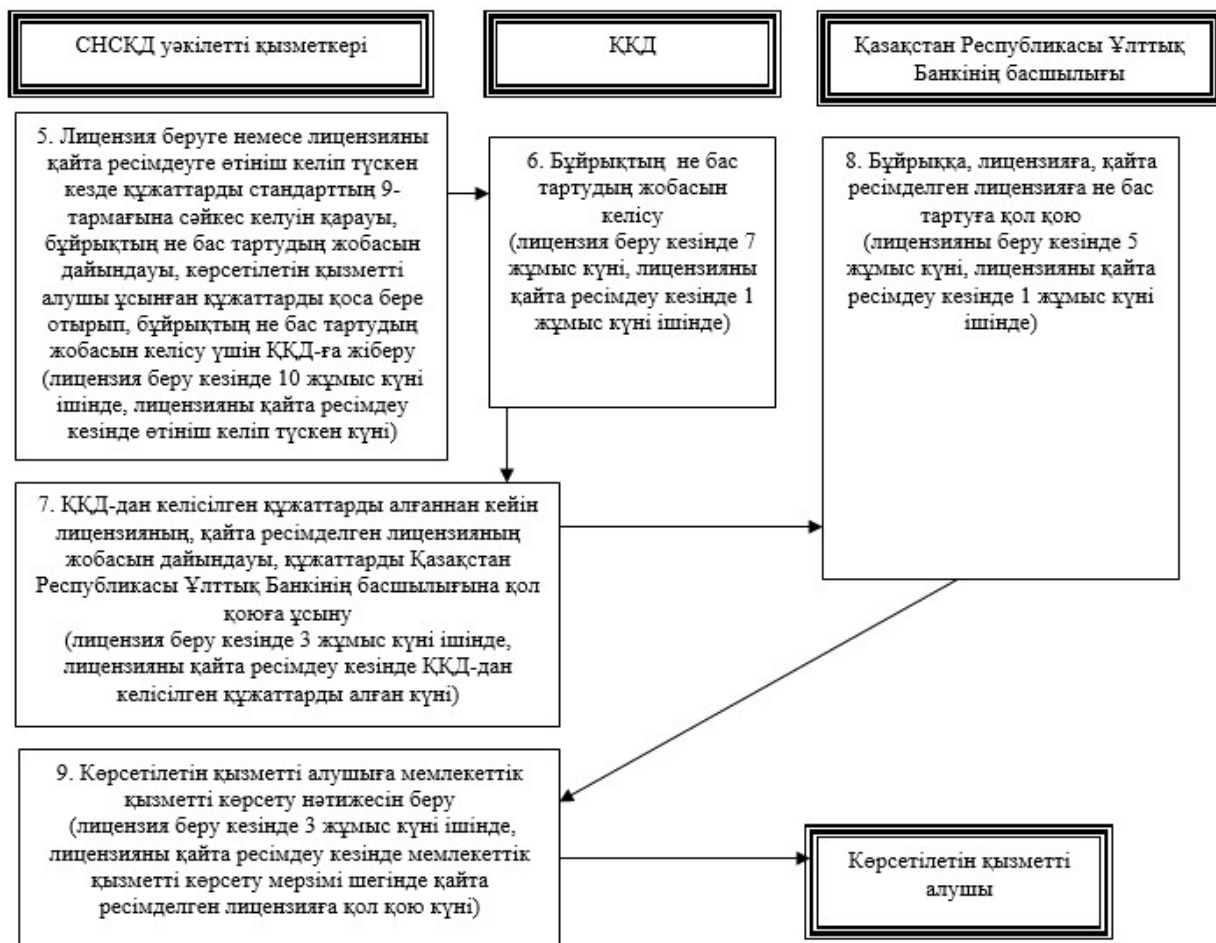 СНСҚД уәкілетті қызметкері
ҚҚД
Қазақстан Республикасы Ұлттық
Банкінің басшылығы
5. Лицензия беруге немесе лицензияны
қайта ресімдеуге өтініш келіп түскен
кезде құжаттарды стандарттың 9-
тармағына сәйкес келуін қарауы,
бұйрықтың не бас тартудың жобасын
дайындауы, көрсетілетін қызметті
алушы ұсынған құжаттарды қоса бере
отырып, бұйрықтың не бас тартудың
жобасын келісу үшін ҚҚД-ға жіберу
(лицензия беру кезінде 10 жұмыс күні
ішінде, лицензияны қайта ресімдеу
кезінде өтініш келіп түскен күні)
6. Бұйрықтың не бас
тартудың жобасын
келісу
(лицензия беру кезінде 7
жұмыс күні, лицензияны
қайта ресімдеу кезінде 1
жұмыс күні ішінде)
8. Бұйрыққа, лицензияға, қайта
ресімделген лицензияға не бас
тартуға қол қою
(лицензияны беру кезінде 5
жұмыс күні, лицензияны қайта
ресімдеу кезінде 1 жұмыс күні
ішінде)
7. ҚҚД-дан келісілген құжаттарды алғаннан кейін
лицензияның, қайта ресімделген лицензияның
жобасын дайындауы, құжаттарды Қазақстан
Республикасы Ұлттық Банкінің басшылығына қол
қоюға ұсыну
(лицензия беру кезінде 3 жұмыс күні ішінде,
лицензияны қайта ресімдеу кезінде ҚҚД-дан
келісілген құжаттарды алған күні)
9. Көрсетілетін қызметті алушыға мемлекеттік
қызметті көрсету нәтижесін беру
(лицензия беру кезінде 3 жұмыс күні ішінде,
лицензияны қайта ресімдеу кезінде мемлекеттік
қызметті көрсету мерзімі шегінде қайта
ресімделген лицензияға қол қою күні)
Көрсетілетін қызметті
алушы